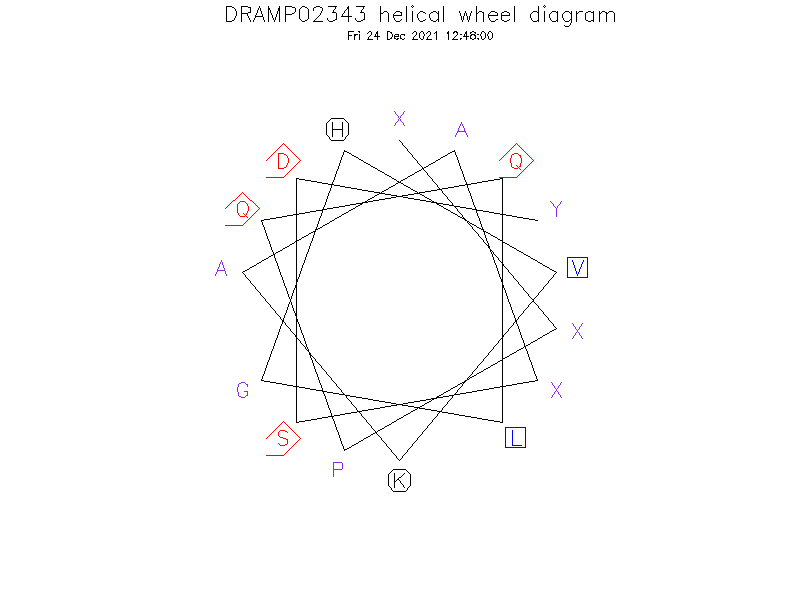 DRAMP02343 helical wheel diagram
Fri 24 Dec 2021 12:48:00
X
H A
D Q
Q Y
A V
X
G X
S L
P K